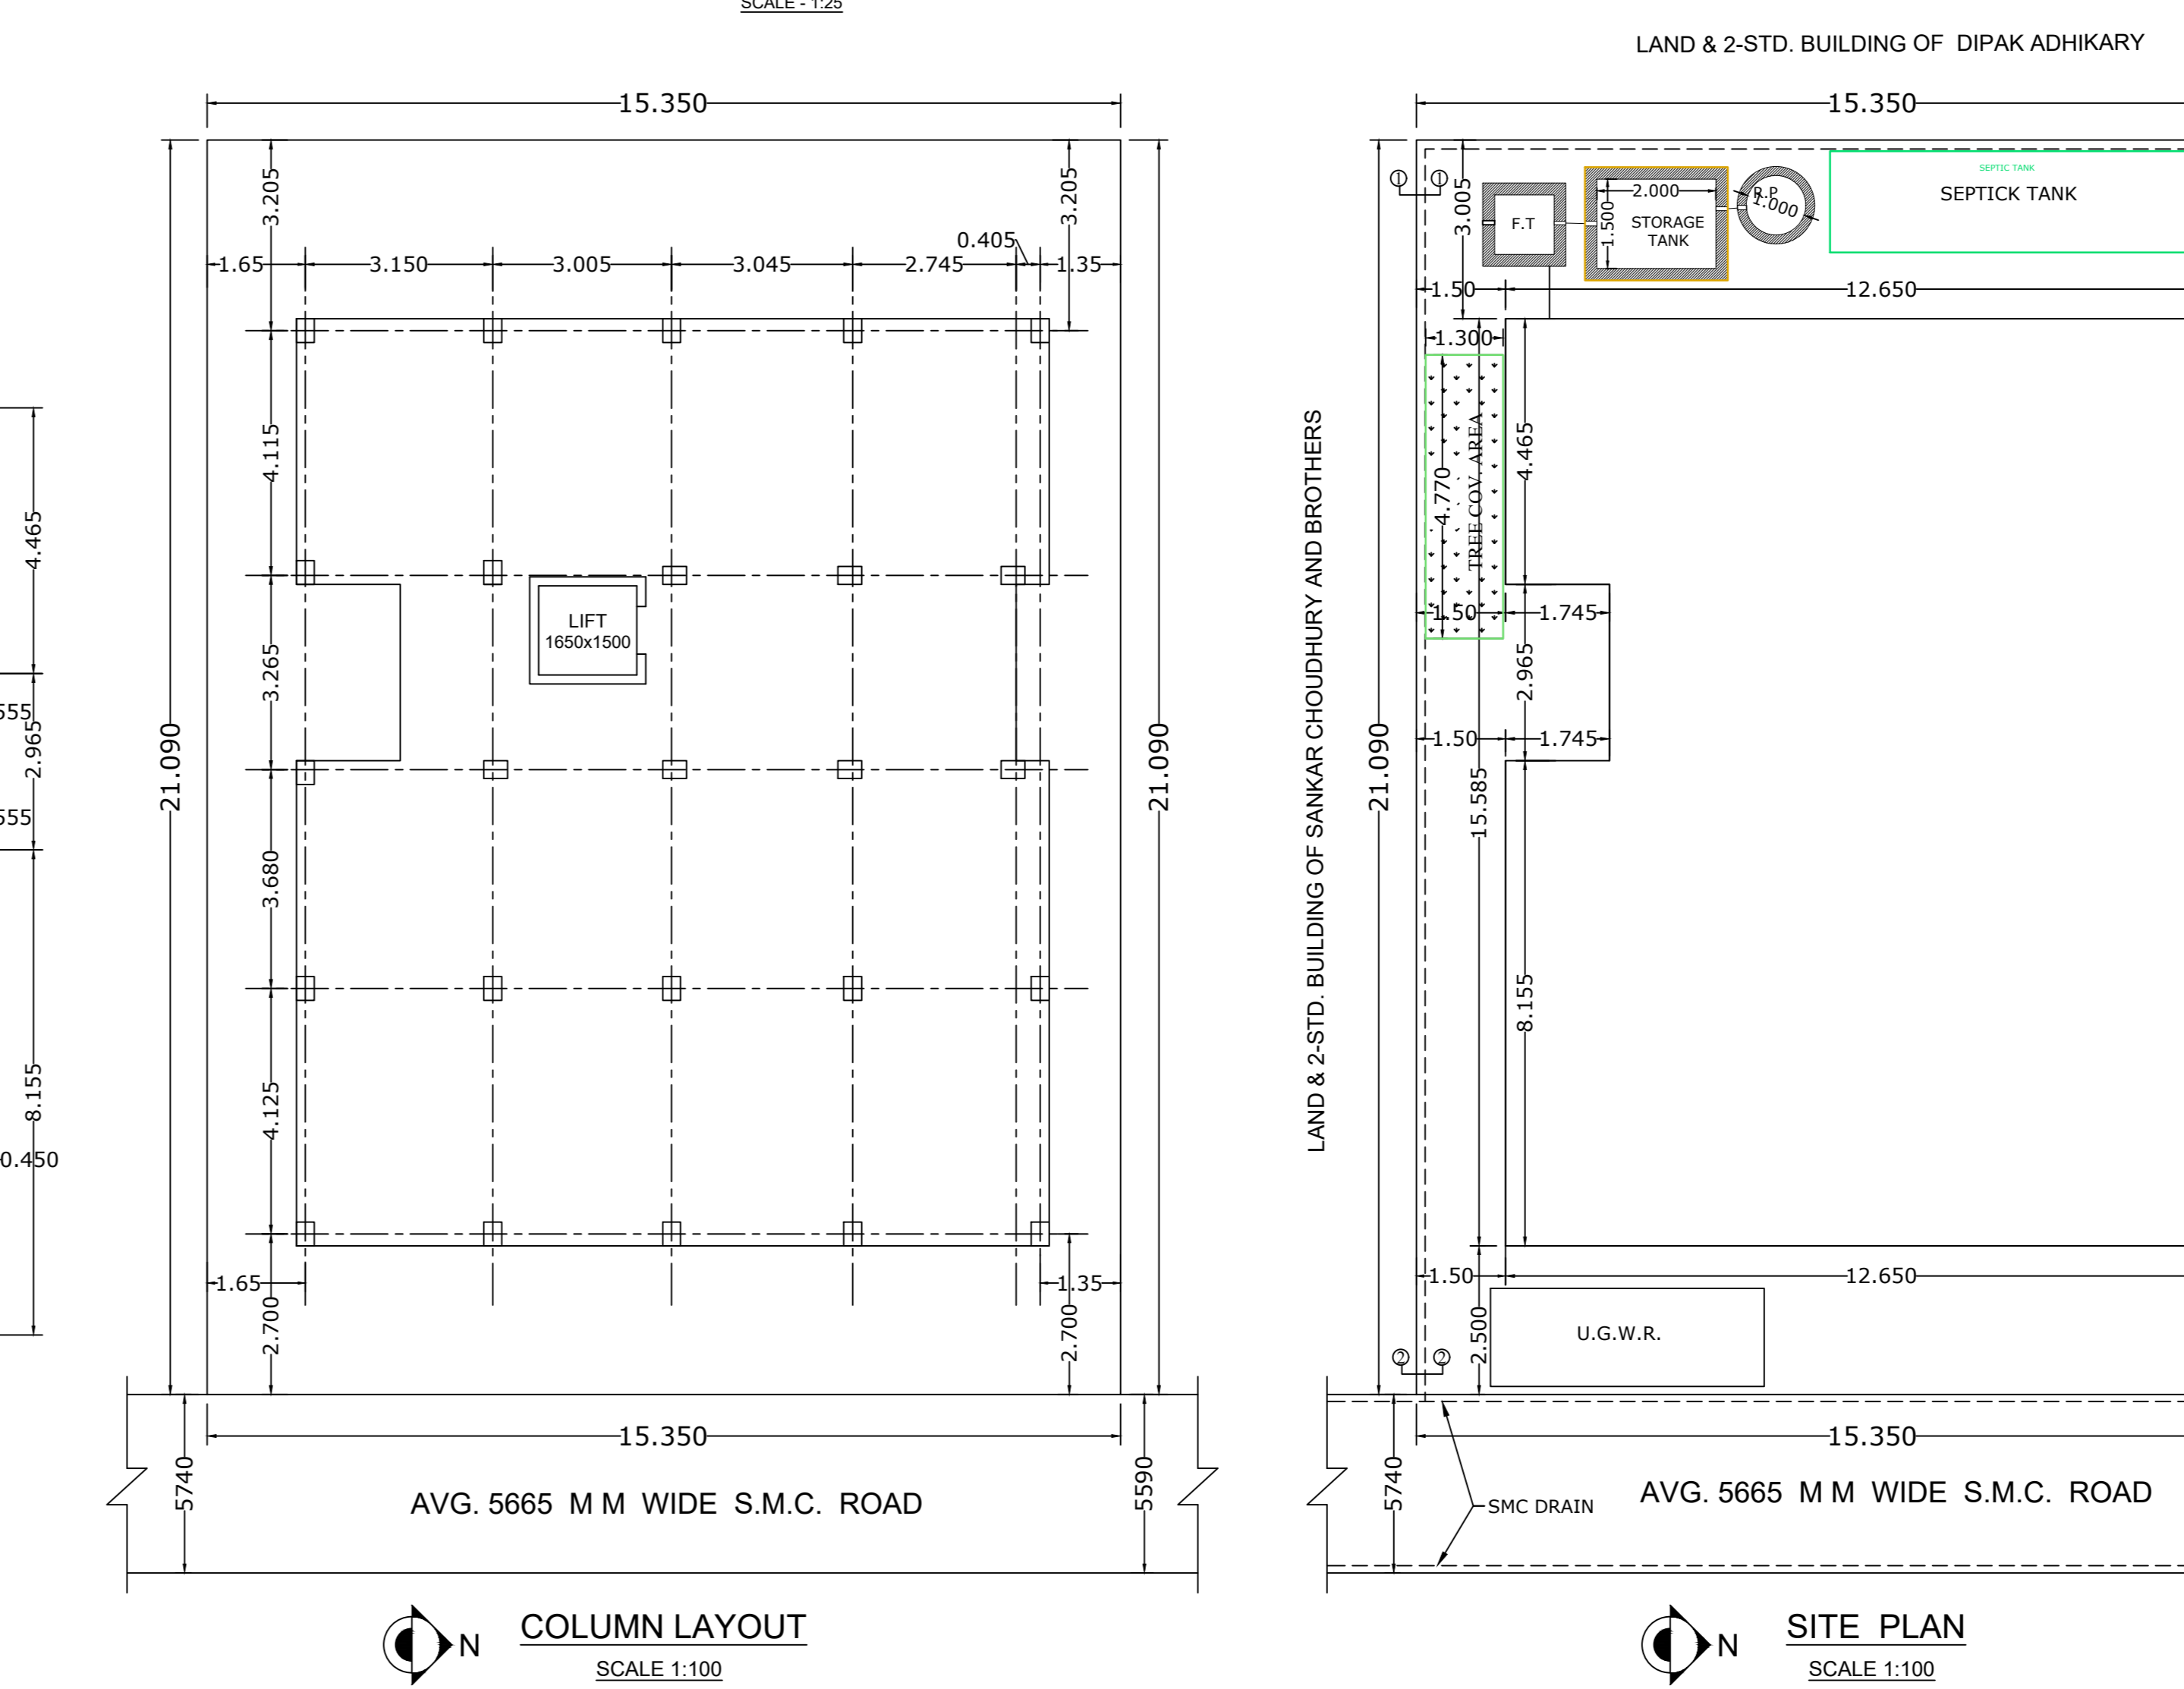 SCALE - 1:25
LAND & 2-STD. BUILDING OF DIPAK ADHIKARY
15.350
15.350
3.205
3.205
0.405
1.65
3.150
3.005
3.045
2.745
1.35
4.115
3.265
3.680
4.125
2.700
2.700
21.090
21.090
LIFT
1650x1500
1.65
1.35
15.350
5740
5590
AVG. 5665 M M WIDE S.M.C. ROAD
N
COLUMN LAYOUT
SCALE 1:100
4.465
555
2.965
555
8.155
0.450
LAND & 2-STD. BUILDING OF SANKAR CHOUDHURY AND BROTHERS
21.090
1
1
3.005
F.T
2.000
1.500
STORAGE
TANK
R.P
1.000
SEPTIC TANK
SEPTICK TANK
1.50
12.650
1.300
4.770
TREE COV. AREA
4.465
1.50
1.745
2.965
1.50
1.745
15.585
8.155
1.50
12.650
2.500
U.G.W.R.
2
2
15.350
5740
SMC DRAIN
AVG. 5665 M M WIDE S.M.C. ROAD
N
SITE PLAN
SCALE 1:100